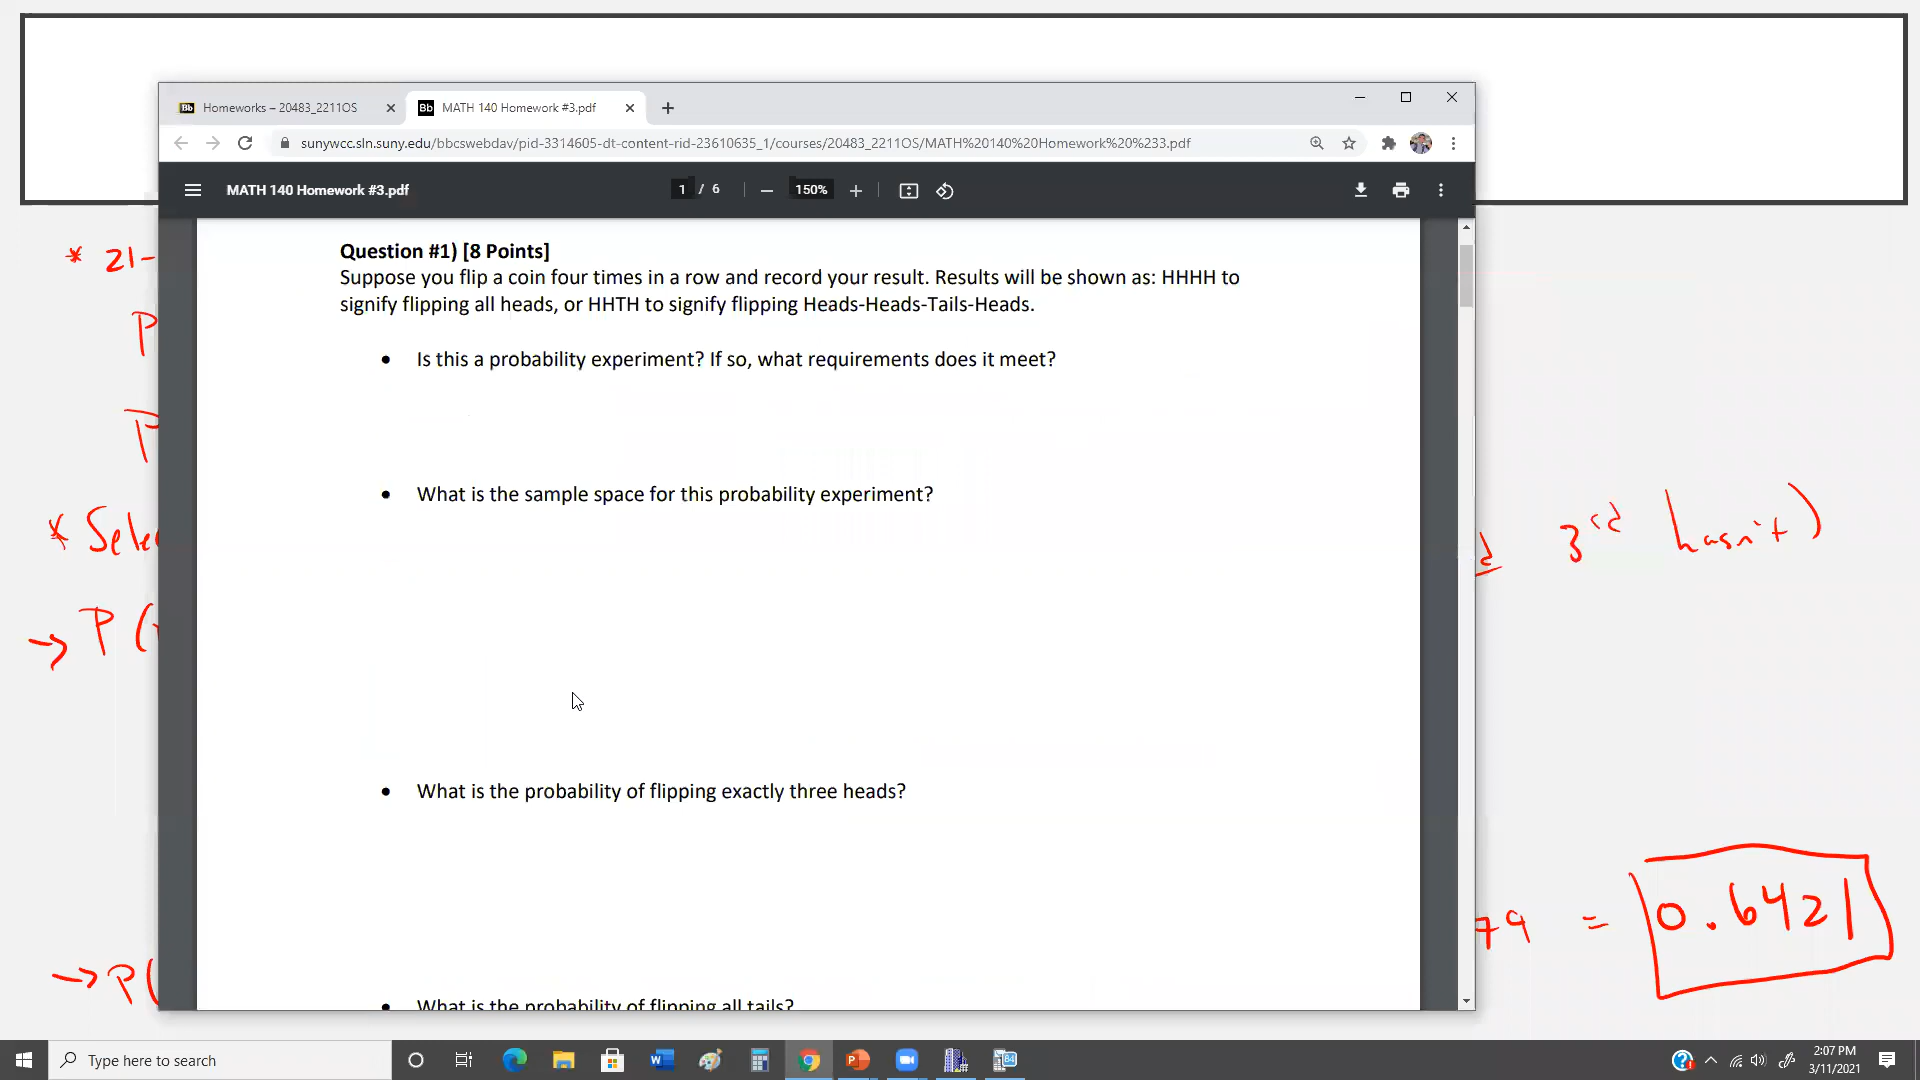 Homeworks – 20483_2211OS
MATH 140 Homework #3.pdf
sunywcc.sln.suny.edu/bbcswebdav/pid-3314605-dt-content-rid-23610635_1/courses/20483_2211OS/MATH%20140%20Homework%20%233.pdf
MATH 140 Homework #3.pdf
1 / 6
150%
* 21-
P
P
* Sele
→ P (
→ P(
Question #1) [8 Points]
Suppose you flip a coin four times in a row and record your result. Results will be shown as: HHHH to
signify flipping all heads, or HHTH to signify flipping Heads-Heads-Tails-Heads.
• Is this a probability experiment? If so, what requirements does it meet?
• What is the sample space for this probability experiment?
• What is the probability of flipping exactly three heads?
• What is the probability of flipping all tails?
d 3rd hasn't)
79 = 0.6421
Type here to search
84
2:07 PM
3/11/2021